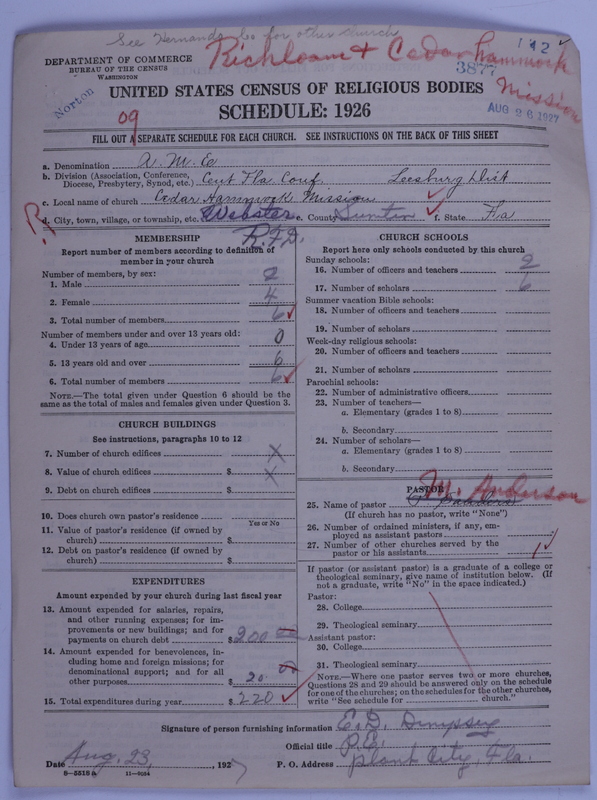 See Hernando Co for other church
Richloam & Cedar Hammock
Mission
142
3877
AUG 26 1927
DEPARTMENT OF COMMERCE
BUREAU OF THE CENSUS
WASHINGTON
Norton
UNITED STATES CENSUS OF RELIGIOUS BODIES
09
SCHEDULE: 1926
FILL OUT A SEPARATE SCHEDULE FOR EACH CHURCH. SEE INSTRUCTIONS ON THE BACK OF THIS SHEET
a. Denomination A. M. E.
b. Division (Association, Conference, Diocese, Presbytery, Synod, etc.) Cent Fla Conf. Leesburg Dist
c. Local name of church Cedar Hammock Mission
d. City, town, village, or township, etc. Webster e. County Sumter f. State Fla
R.F.D.
MEMBERSHIP
Report number of members according to definition of
member in your church
Number of members, by sex:
1. Male 2
2. Female 4
3. Total number of members 6
Number of members under and over 13 years old:
4. Under 13 years of age 0
5. 13 years old and over 6
6. Total number of members 6
NOTE.—The total given under Question 6 should be the
same as the total of males and females given under Question 3.
CHURCH BUILDINGS
See instructions, paragraphs 10 to 12
7. Number of church edifices X
8. Value of church edifices $ X
9. Debt on church edifices $
10. Does church own pastor's residence
Yes or No
11. Value of pastor's residence (if owned by
church) $
12. Debt on pastor's residence (if owned by
church) $
EXPENDITURES
Amount expended by your church during last fiscal year
13. Amount expended for salaries, repairs,
and other running expenses; for im-
provements or new buildings; and for
payments on church debt $ 200 00
14. Amount expended for benevolences, in-
cluding home and foreign missions; for
denominational support; and for all
other purposes $ 20 00
15. Total expenditures during year $ 220
CHURCH SCHOOLS
Report here only schools conducted by this church
Sunday schools:
16. Number of officers and teachers 2
17. Number of scholars 6
Summer vacation Bible schools:
18. Number of officers and teachers
19. Number of scholars
Week-day religious schools:
20. Number of officers and teachers
21. Number of scholars
Parochial schools:
22. Number of administrative officers
23. Number of teachers—
a. Elementary (grades 1 to 8)
b. Secondary
24. Number of scholars—
a. Elementary (grades 1 to 8)
b. Secondary
PASTOR
M. Anderson
25. Name of pastor
(If church has no pastor, write "None")
26. Number of ordained ministers, if any, em-
ployed as assistant pastors
27. Number of other churches served by the
pastor or his assistants 1
If pastor (or assistant pastor) is a graduate of a college or
theological seminary, give name of institution below. (If
not a graduate, write "No" in the space indicated.)
Pastor:
28. College
29. Theological seminary
Assistant pastor:
30. College
31. Theological seminary
NOTE.—Where one pastor serves two or more churches,
Questions 28 and 29 should be answered only on the schedule
for one of the churches; on the schedules for the other churches,
write "See schedule for church."
Signature of person furnishing information E. D. Dimpsey
Official title P.E.
Date Aug. 23, 1927 P. O. Address Plant City, Fla.
8-5518A 11-9054